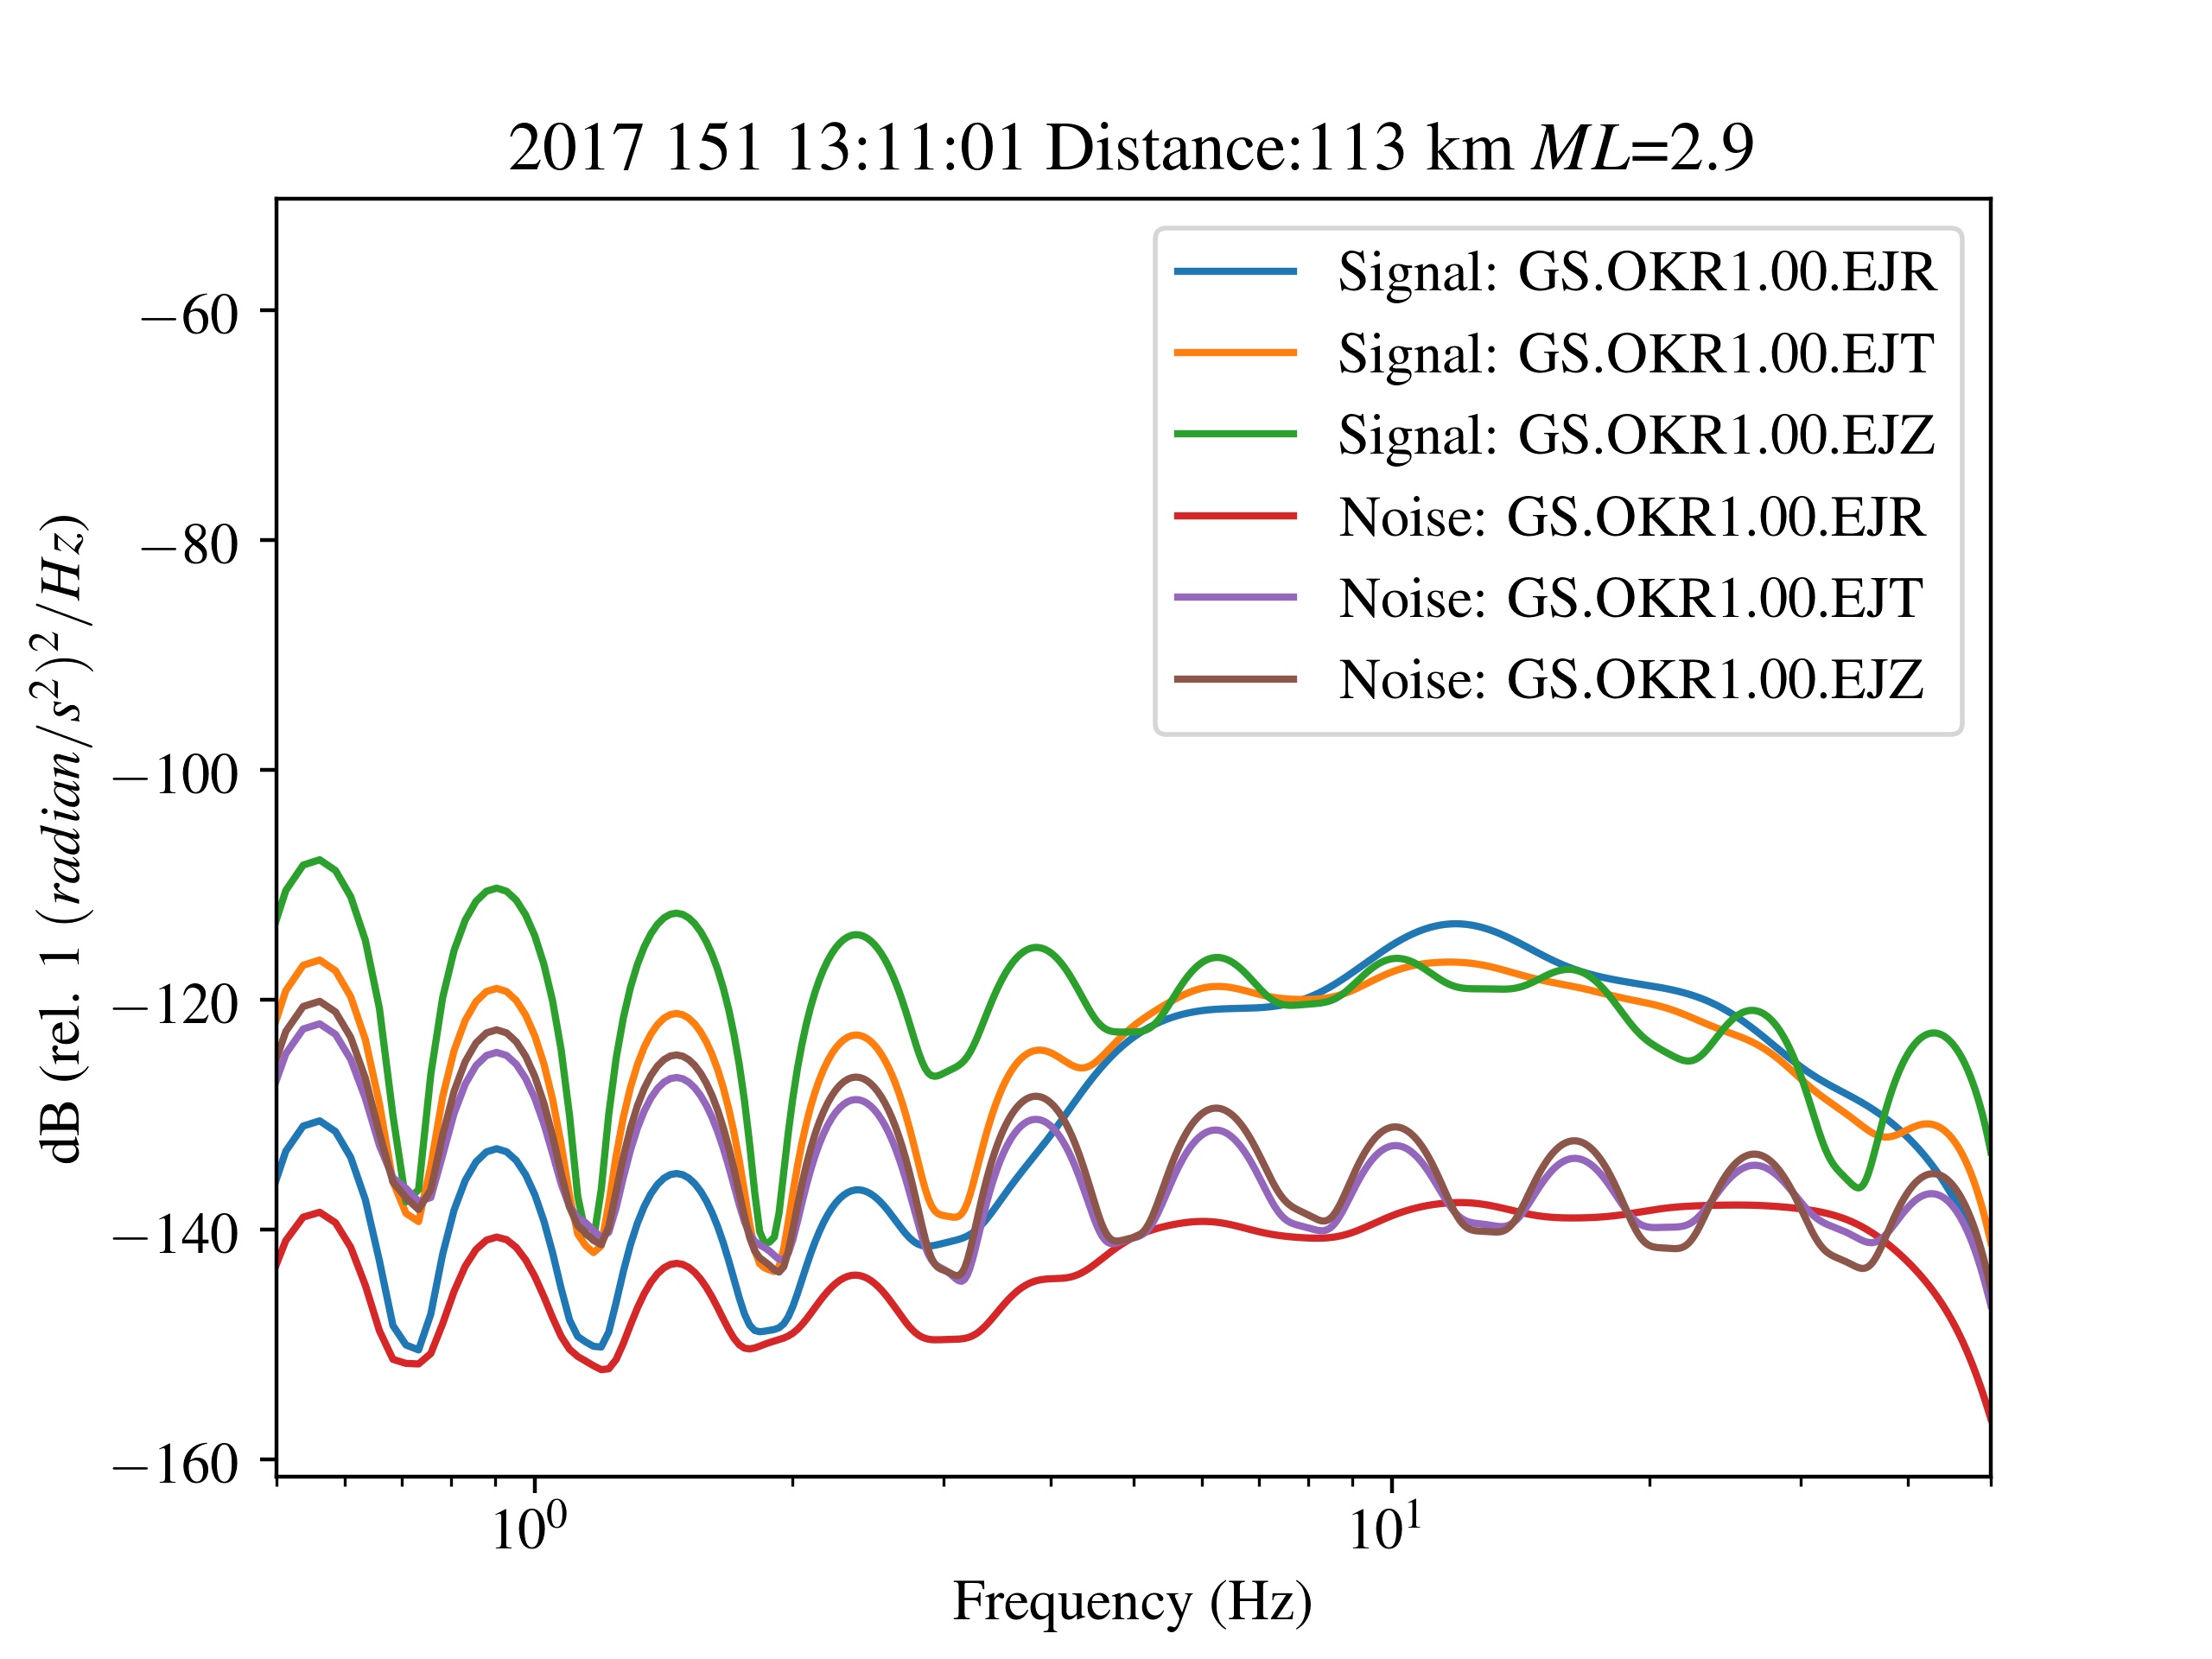 2017 151 13:11:01 Distance:113 km ML=2.9
Signal: GS.OKR1.00.EJR
Signal: GS.OKR1.00.EJT
Signal: GS.OKR1.00.EJZ
Noise: GS.OKR1.00.EJR
Noise: GS.OKR1.00.EJT
Noise: GS.OKR1.00.EJZ
dB (rel. 1 (radian/s²)²/Hz)
−60
−80
−100
−120
−140
−160
10⁰ 10¹
Frequency (Hz)